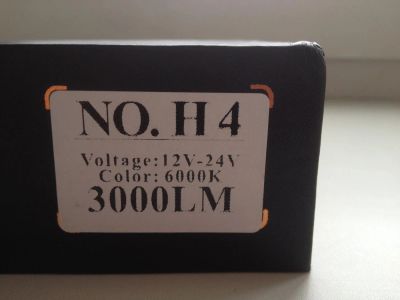 NO. H 4
Voltage:12V-24V
Color: 6000K
3000LM